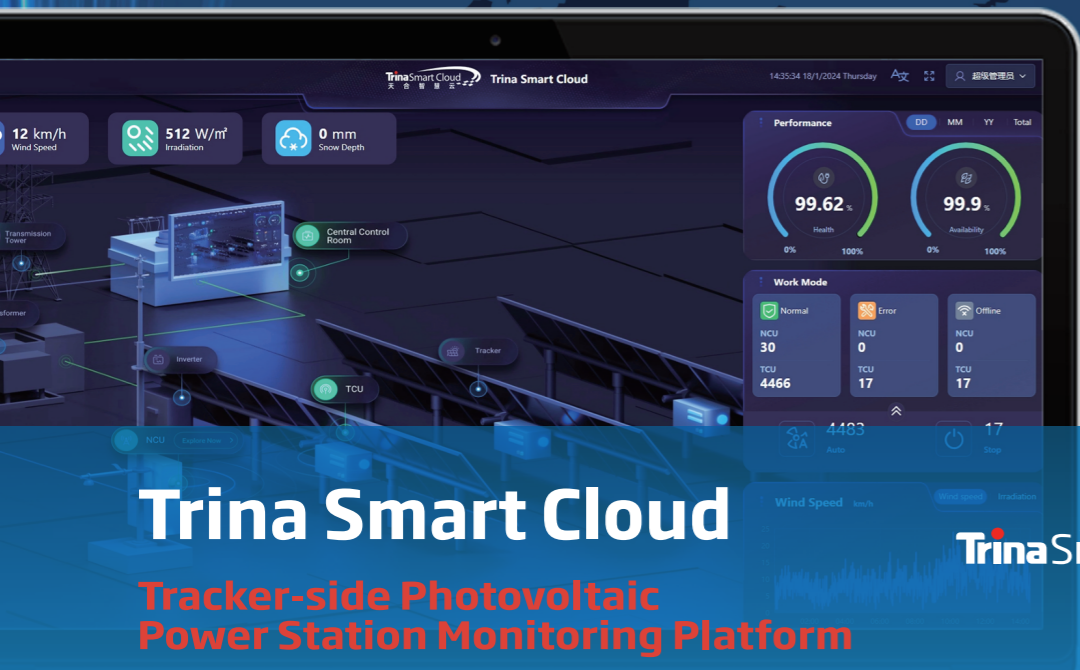 TrinaSmart Cloud
天合智慧云
Trina Smart Cloud
14:35:34 18/1/2024 Thursday
超级管理员
12 km/h
Wind Speed
512 W/㎡
Irradiation
0 mm
Snow Depth
Performance
DD MM YY Total
99.62 %
Health
0% 100%
99.9 %
Availability
0% 100%
Transmission
Tower
Central Control
Room
sformer
Inverter
Tracker
TCU
NCU Explore Now
Work Mode
Normal
NCU
30
TCU
4466
Error
NCU
0
TCU
17
Offline
NCU
0
TCU
17
4483
Auto
17
Stop
Wind Speed km/h
Wind speed Irradiation
Trina Smart Cloud
Tracker-side Photovoltaic
Power Station Monitoring Platform
Trina